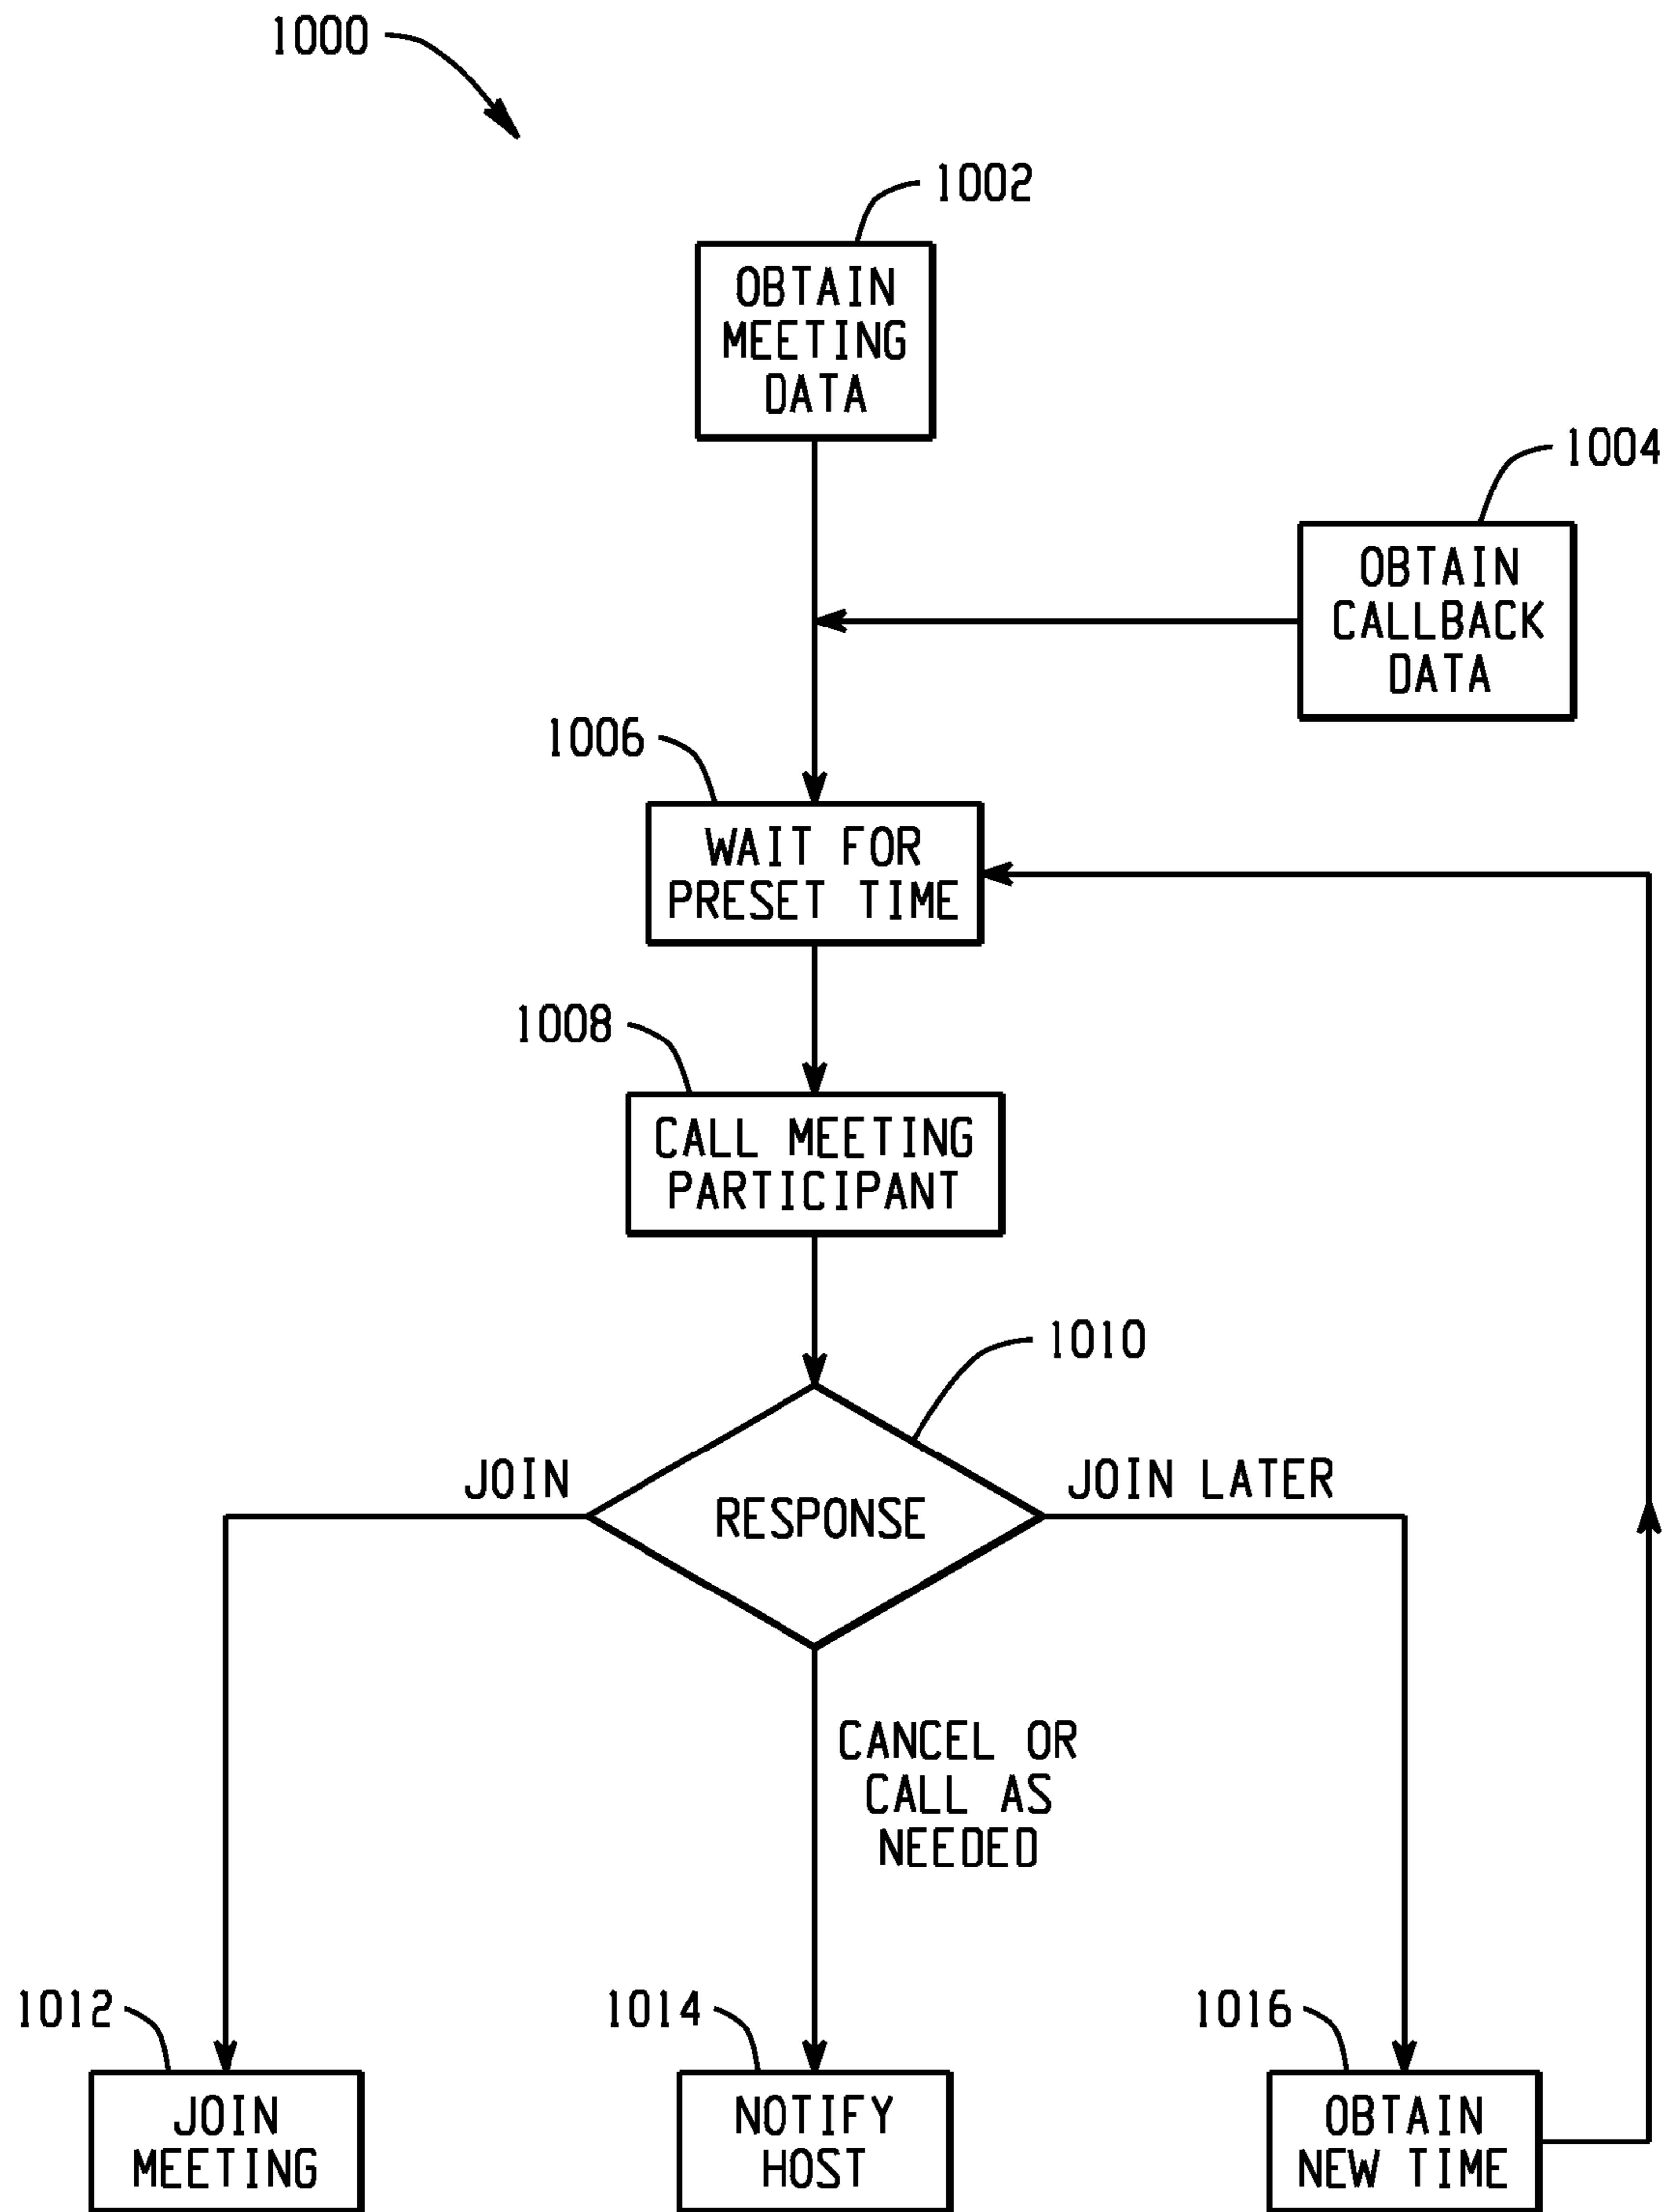 1000
1002
OBTAIN
MEETING
DATA
1004
OBTAIN
CALLBACK
DATA
1006
WAIT FOR
PRESET TIME
1008
CALL MEETING
PARTICIPANT
1010
JOIN
RESPONSE
JOIN LATER
CANCEL OR
CALL AS
NEEDED
1012
JOIN
MEETING
1014
NOTIFY
HOST
1016
OBTAIN
NEW TIME